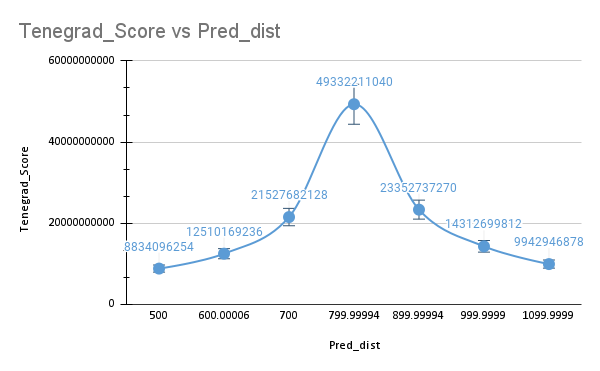 Tenegrad_Score vs Pred_dist
60000000000
49332211040
40000000000
21527682128
23352737270
20000000000
12510169236
14312699812
8834096254
9942946878
0
500 600.00006 700 799.99994 899.99994 999.9999 1099.9999
Tenegrad_Score
Pred_dist